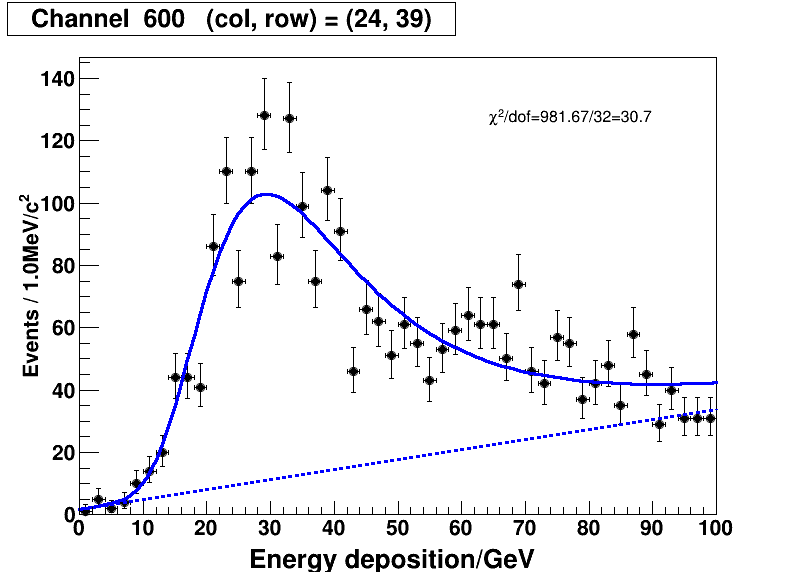 Channel 600 (col, row) = (24, 39)
χ²/dof=981.67/32=30.7
Events / 1.0MeV/c²
140
120
100
80
60
40
20
0
0 10 20 30 40 50 60 70 80 90 100
Energy deposition/GeV